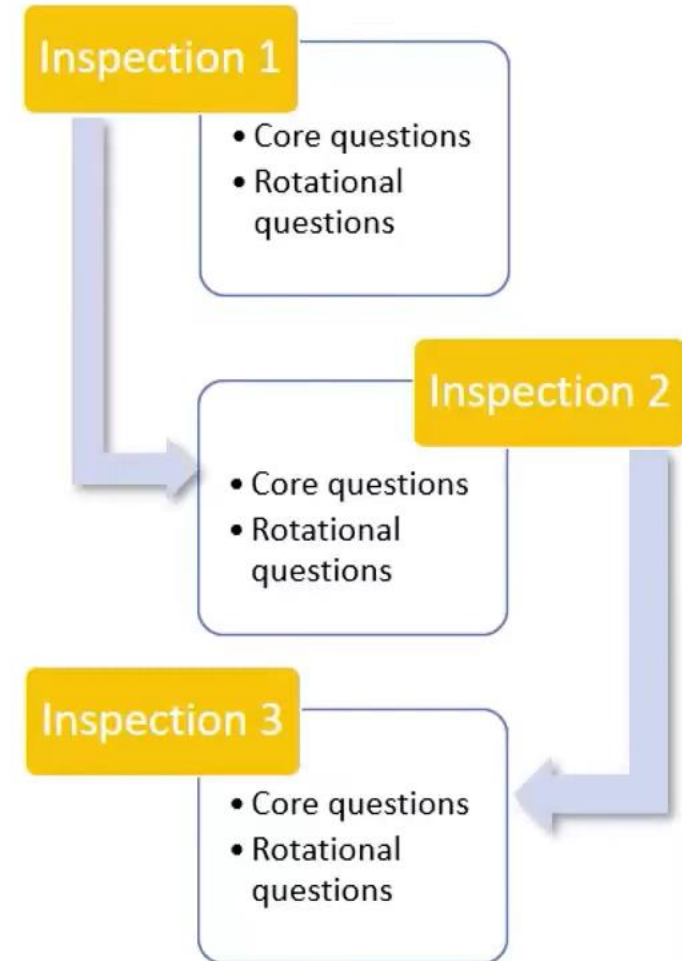 Inspection 1
• Core questions
• Rotational
questions
Inspection 2
• Core questions
• Rotational
questions
Inspection 3
• Core questions
• Rotational
questions